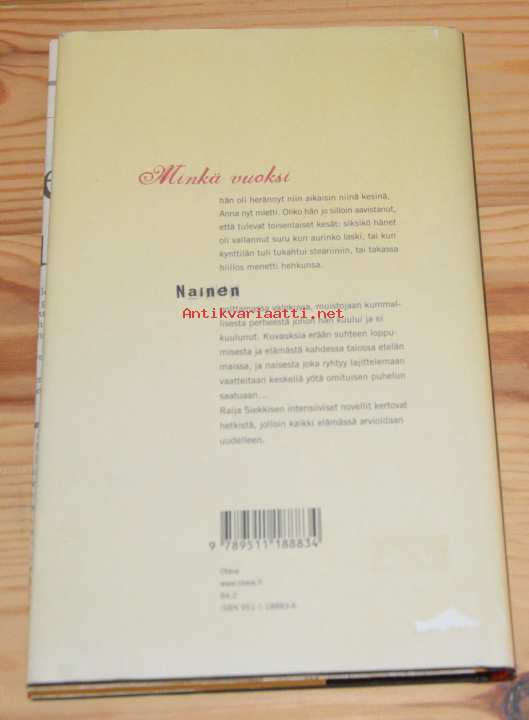 Minkä vuoksi
hän oli herännyt niin aikaisin niinä kesinä,
Anna nyt mietti. Oliko hän jo silloin aavistanut,
että tulevat toisenlaiset kesät: siksikö hänet
oli vallannut suru kun aurinko laski, tai kun
kynttilän tuli tukahtui steariiniin, tai takassa
hiillos menetti hehkunsa.
Nainen
Antikvariaatti.net
valokuvia, muistojaan kummal-
lisesta perheestä johon hän kuului ja ei
kuulunut. Kuvauksia erään suhteen loppu-
misesta ja elämästä kahdessa talossa etelän
maissa, ja naisesta joka ryhtyy lajittelemaan
vaatteitaan keskellä yötä omituisen puhelun
saatuaan...
Raija Siekkisen intensiiviset novellit kertovat
hetkistä, jolloin kaikki elämässä arvioidaan
uudelleen.
9 789511 188834
Otava
www.otava.fi
84.2
ISBN 951-1-18883-6